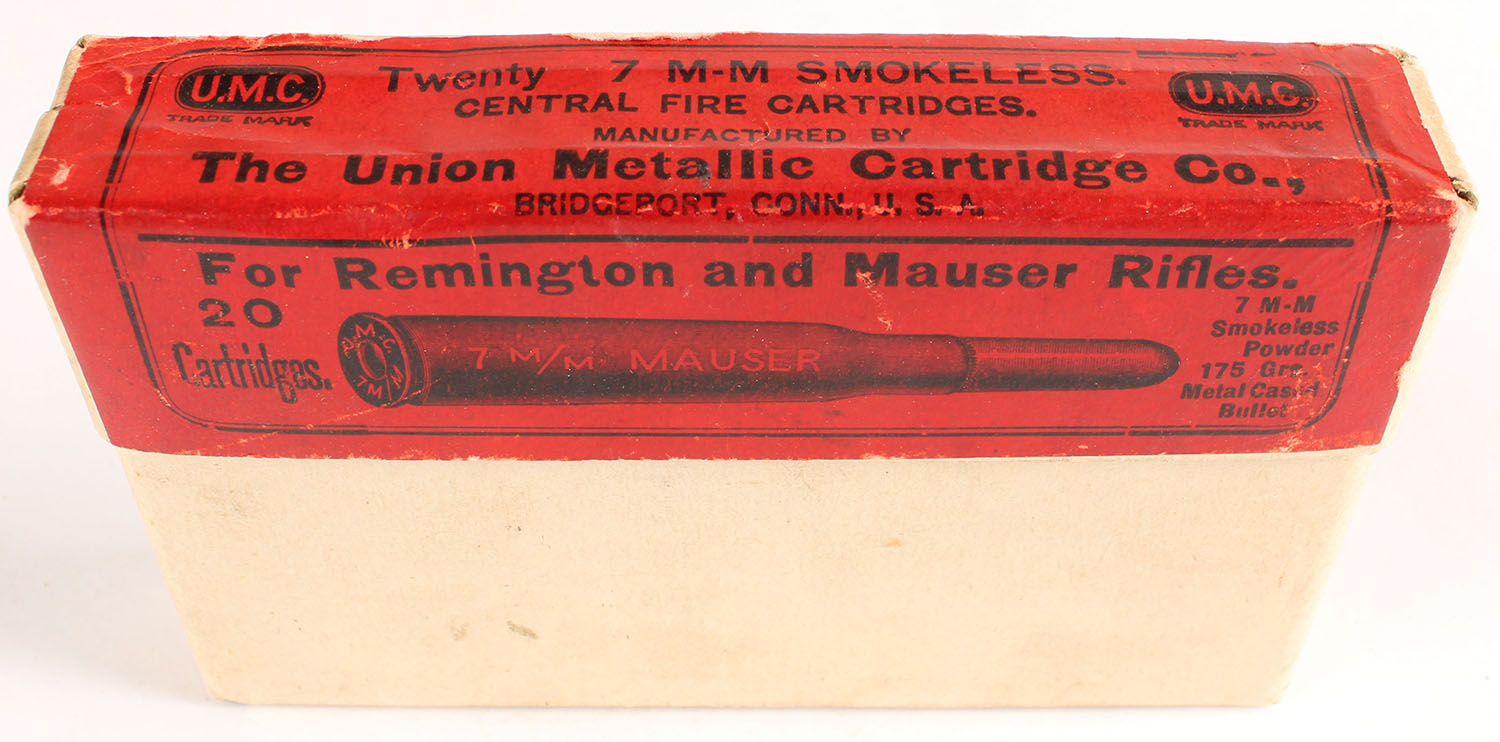 U.M.C.
TRADE MARK
Twenty 7 M-M SMOKELESS.
CENTRAL FIRE CARTRIDGES.
MANUFACTURED BY
The Union Metallic Cartridge Co.,
BRIDGEPORT, CONN., U. S. A.
U.M.C.
TRADE MARK
For Remington and Mauser Rifles.
20
Cartridges.
U.M.C.
7 M/M
7 M/M MAUSER
7 M-M
Smokeless
Powder
175 Grs.
Metal Cased
Bullet